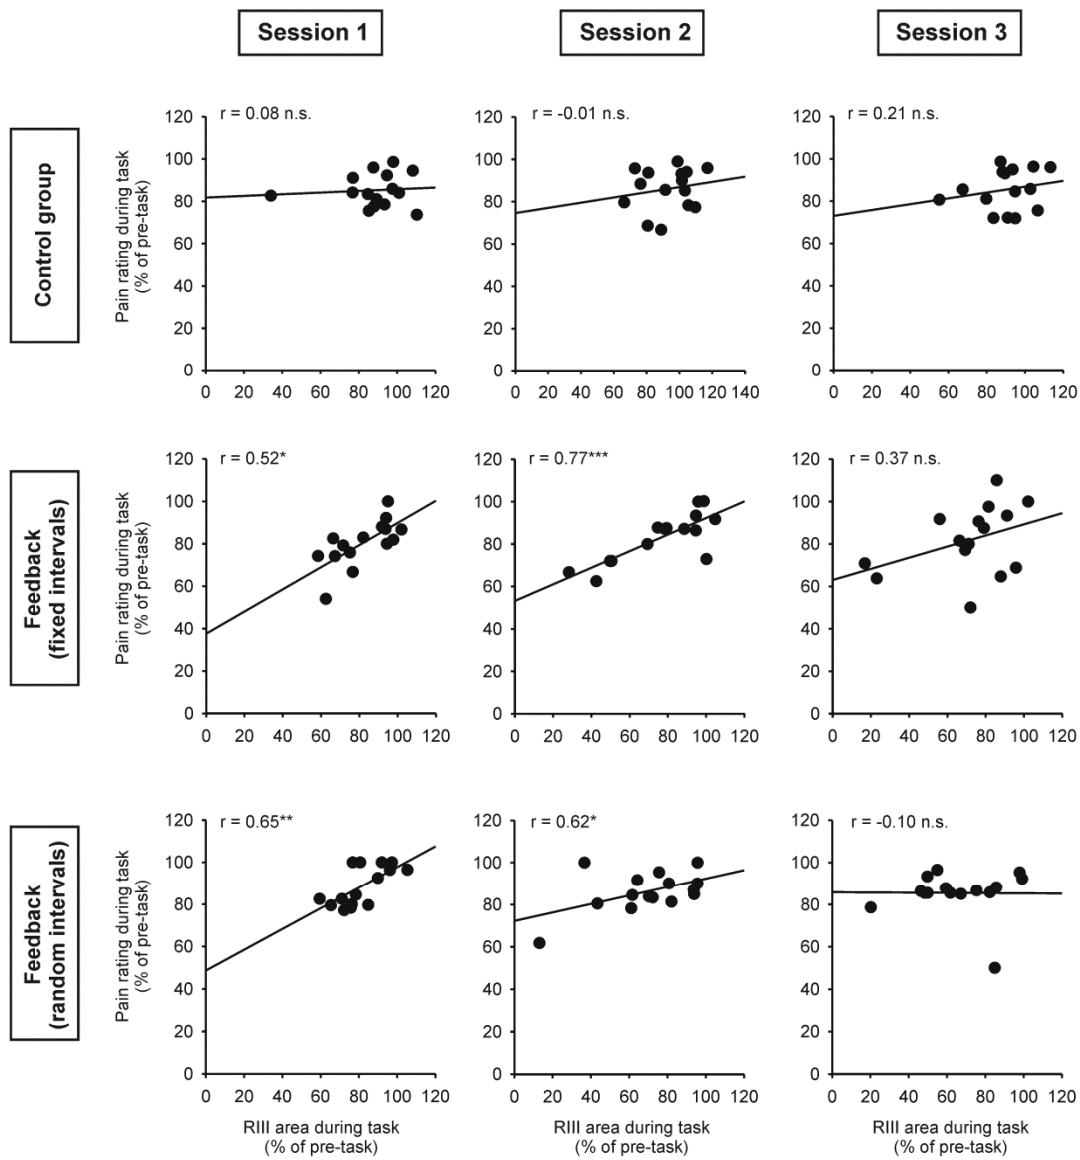 Session 1
Session 2
Session 3
Control group
Pain rating during task
(% of pre-task)
r = 0.08 n.s.
120
100
80
60
40
20
0
0 20 40 60 80 100 120
r = -0.01 n.s.
120
100
80
60
40
20
0
0 20 40 60 80 100 120 140
r = 0.21 n.s.
120
100
80
60
40
20
0
0 20 40 60 80 100 120
Feedback
(fixed intervals)
Pain rating during task
(% of pre-task)
r = 0.52*
120
100
80
60
40
20
0
0 20 40 60 80 100 120
r = 0.77***
120
100
80
60
40
20
0
0 20 40 60 80 100 120
r = 0.37 n.s.
120
100
80
60
40
20
0
0 20 40 60 80 100 120
Feedback
(random intervals)
Pain rating during task
(% of pre-task)
r = 0.65**
120
100
80
60
40
20
0
0 20 40 60 80 100 120
RIII area during task
(% of pre-task)
r = 0.62*
120
100
80
60
40
20
0
0 20 40 60 80 100 120
RIII area during task
(% of pre-task)
r = -0.10 n.s.
120
100
80
60
40
20
0
0 20 40 60 80 100 120
RIII area during task
(% of pre-task)